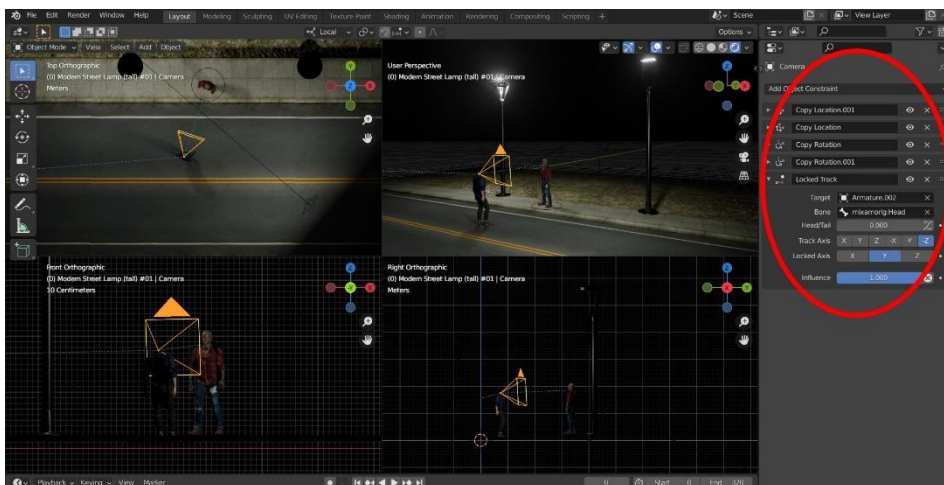 File Edit Render Window Help Layout Modeling Sculpting UV Editing Texture Paint Shading Animation Rendering Compositing Scripting + Scene View Layer
Local Options
Object Mode View Select Add Object
Top Orthographic
(0) Modern Street Lamp (tall) #01 | Camera
Meters
User Perspective
(0) Modern Street Lamp (tall) #01 | Camera
Front Orthographic
(0) Modern Street Lamp (tall) #01 | Camera
10 Centimeters
Right Orthographic
(0) Modern Street Lamp (tall) #01 | Camera
Meters
Camera
Add Object Constraint
Copy Location.001
Copy Location
Copy Rotation
Copy Rotation.001
Locked Track
Target Armature.002
Bone mixamorig:Head
Head/Tail 0.000
Track Axis X Y Z -X -Y -Z
Locked Axis X Y Z
Influence 1.000
Playback Keying View Marker 0 Start 0 End 320